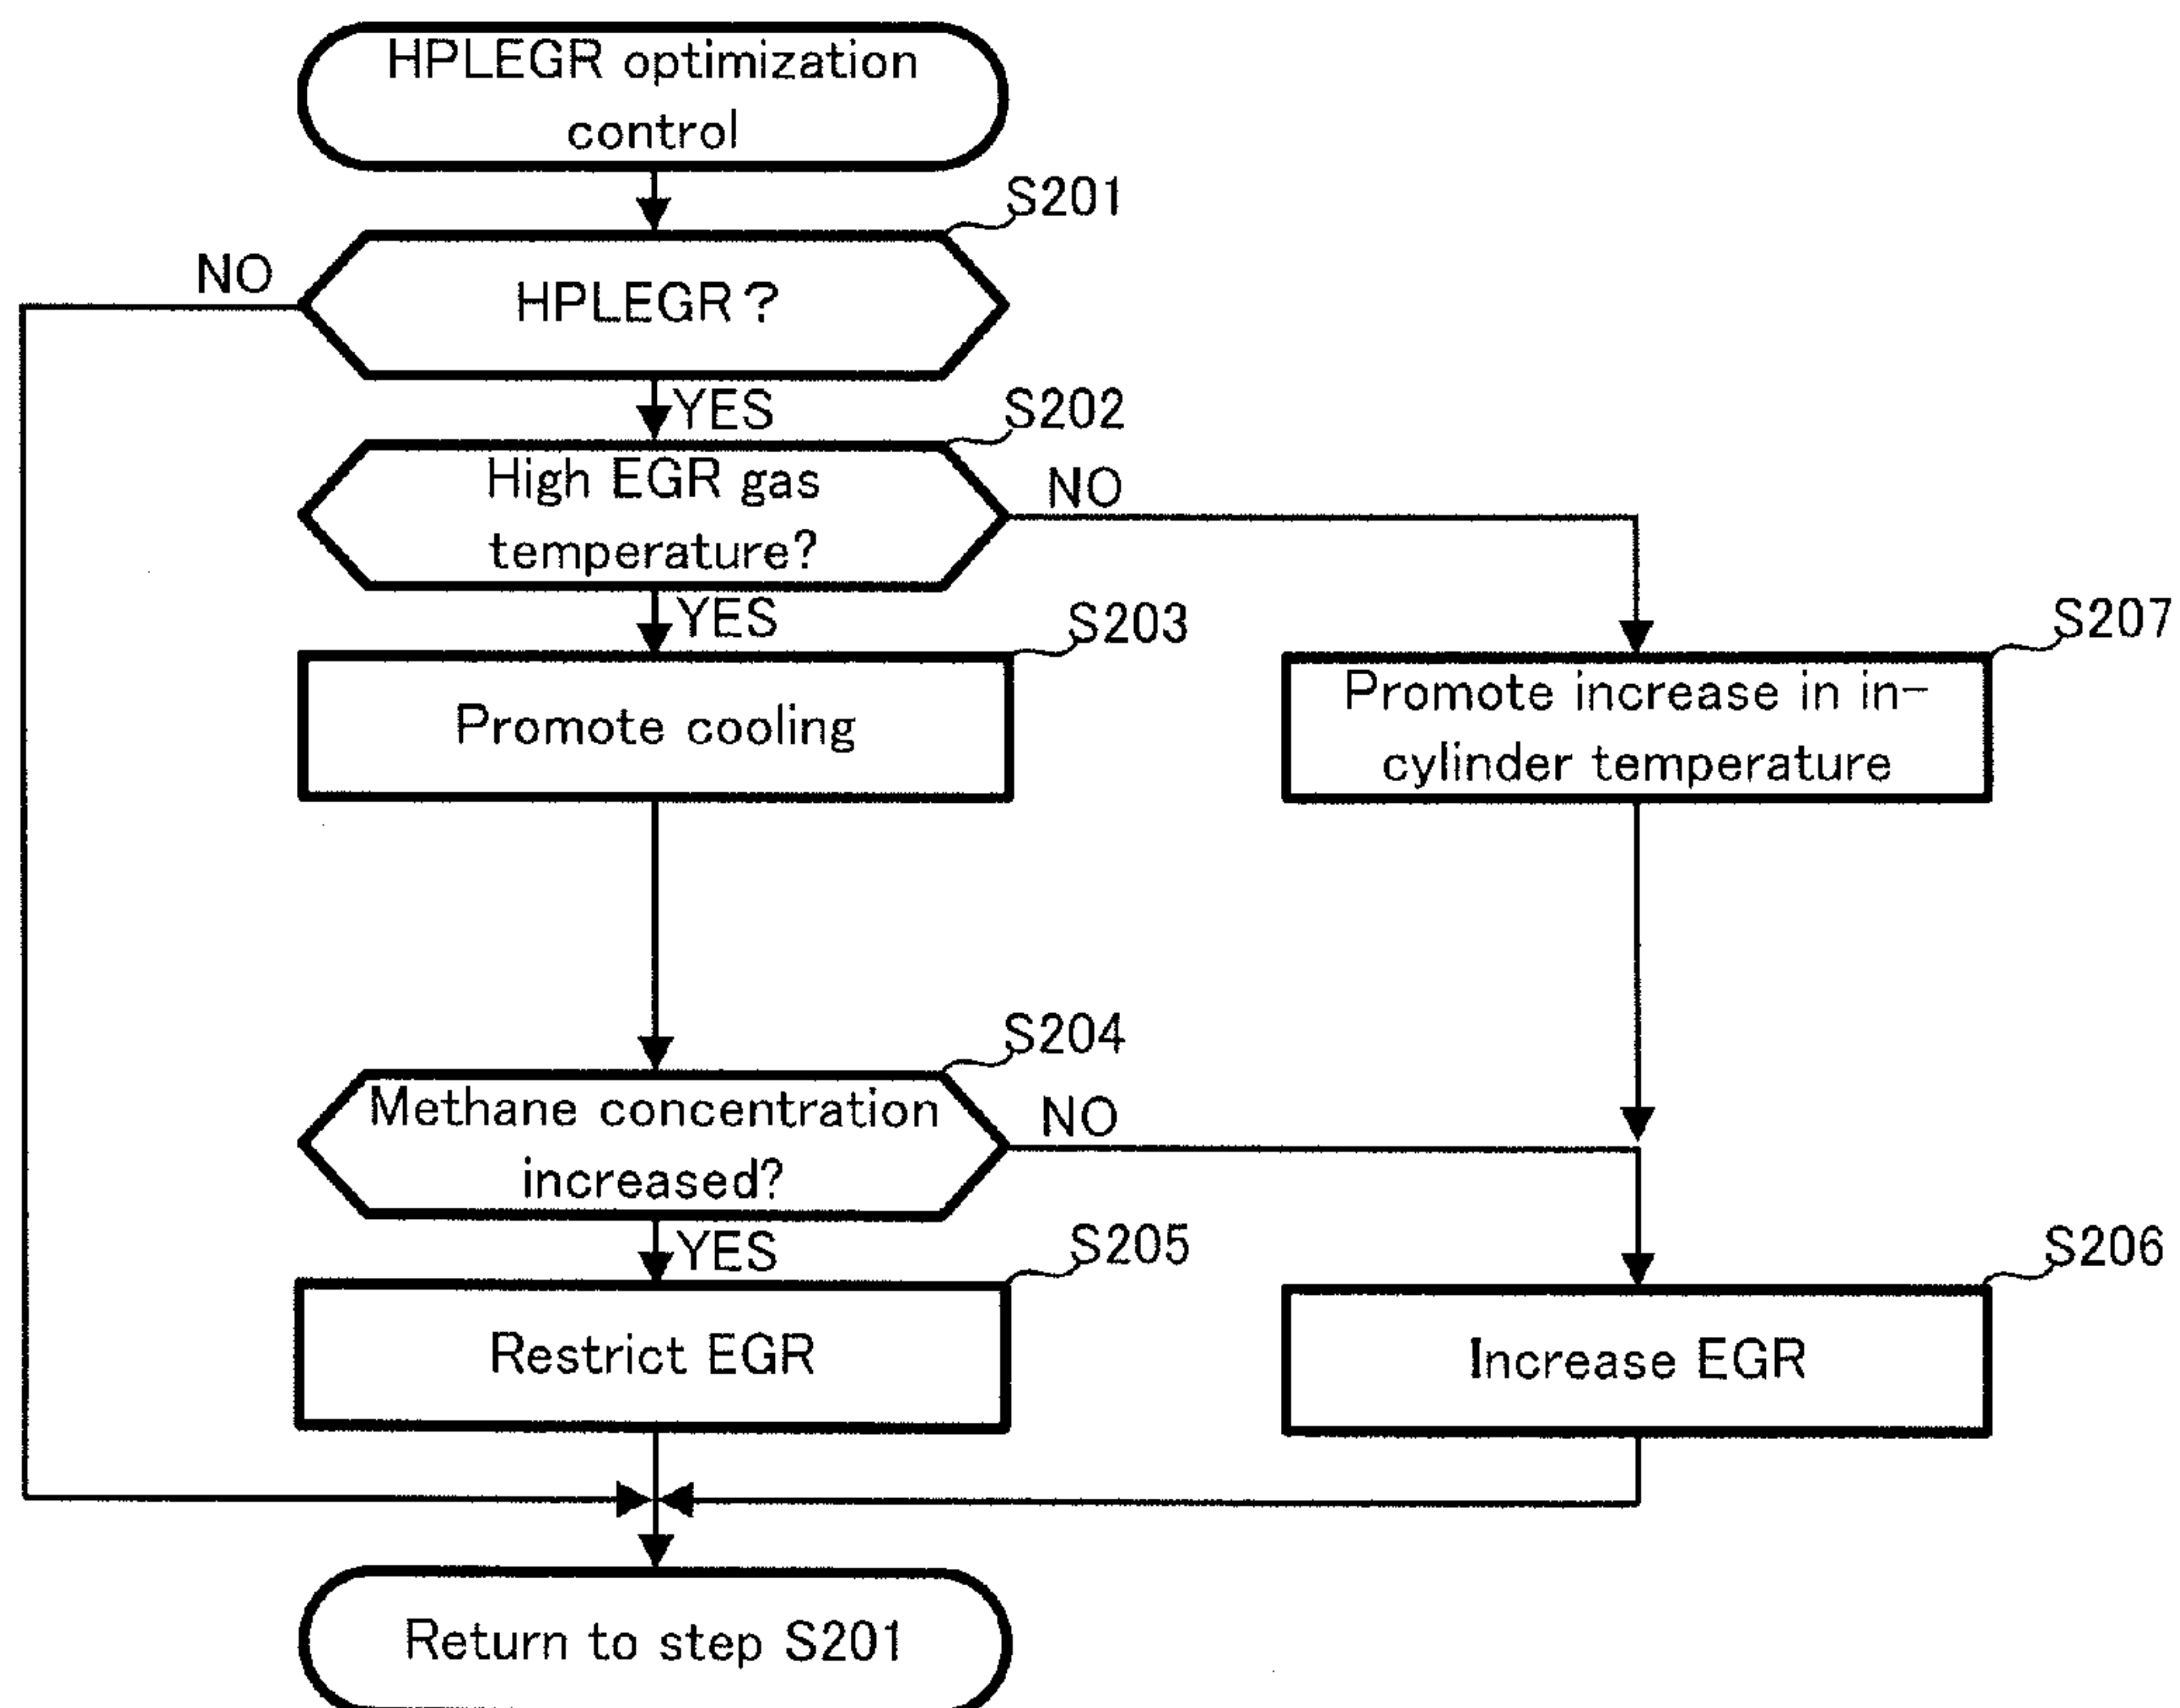 HPLEGR optimization
control
S201
NO
HPLEGR?
YES
S202
High EGR gas
temperature?
NO
YES
S203
Promote cooling
S207
Promote increase in in-
cylinder temperature
S204
Methane concentration
increased?
NO
YES
S205
Restrict EGR
S206
Increase EGR
Return to step S201